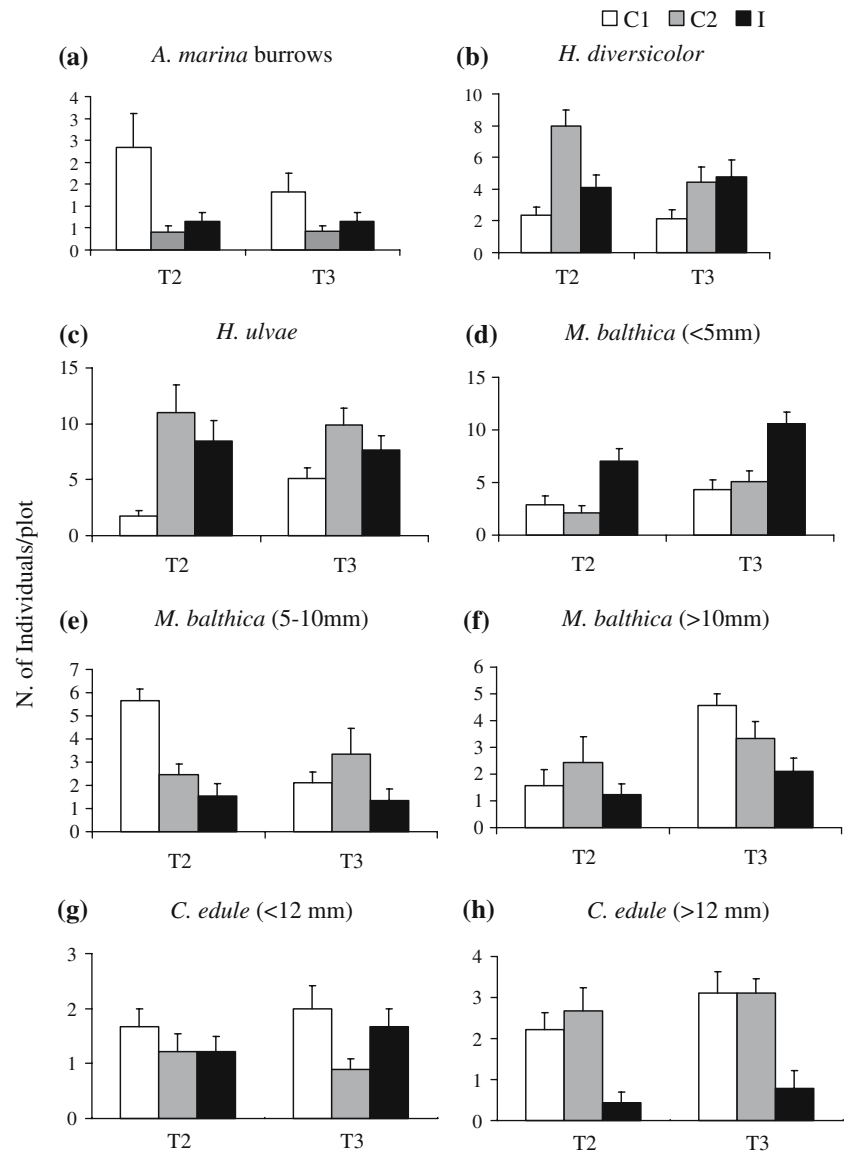 C1 C2 I
(a) A. marina burrows
4
3
3
2
2
1
1
0
T2 T3
(b) H. diversicolor
10
8
6
4
2
0
T2 T3
(c) H. ulvae
15
10
5
0
T2 T3
(d) M. balthica (<5mm)
15
10
5
0
T2 T3
N. of Individuals/plot
(e) M. balthica (5-10mm)
7
6
5
4
3
2
1
0
T2 T3
(f) M. balthica (>10mm)
6
5
4
3
2
1
0
T2 T3
(g) C. edule (<12 mm)
3
2
1
0
T2 T3
(h) C. edule (>12 mm)
4
3
2
1
0
T2 T3